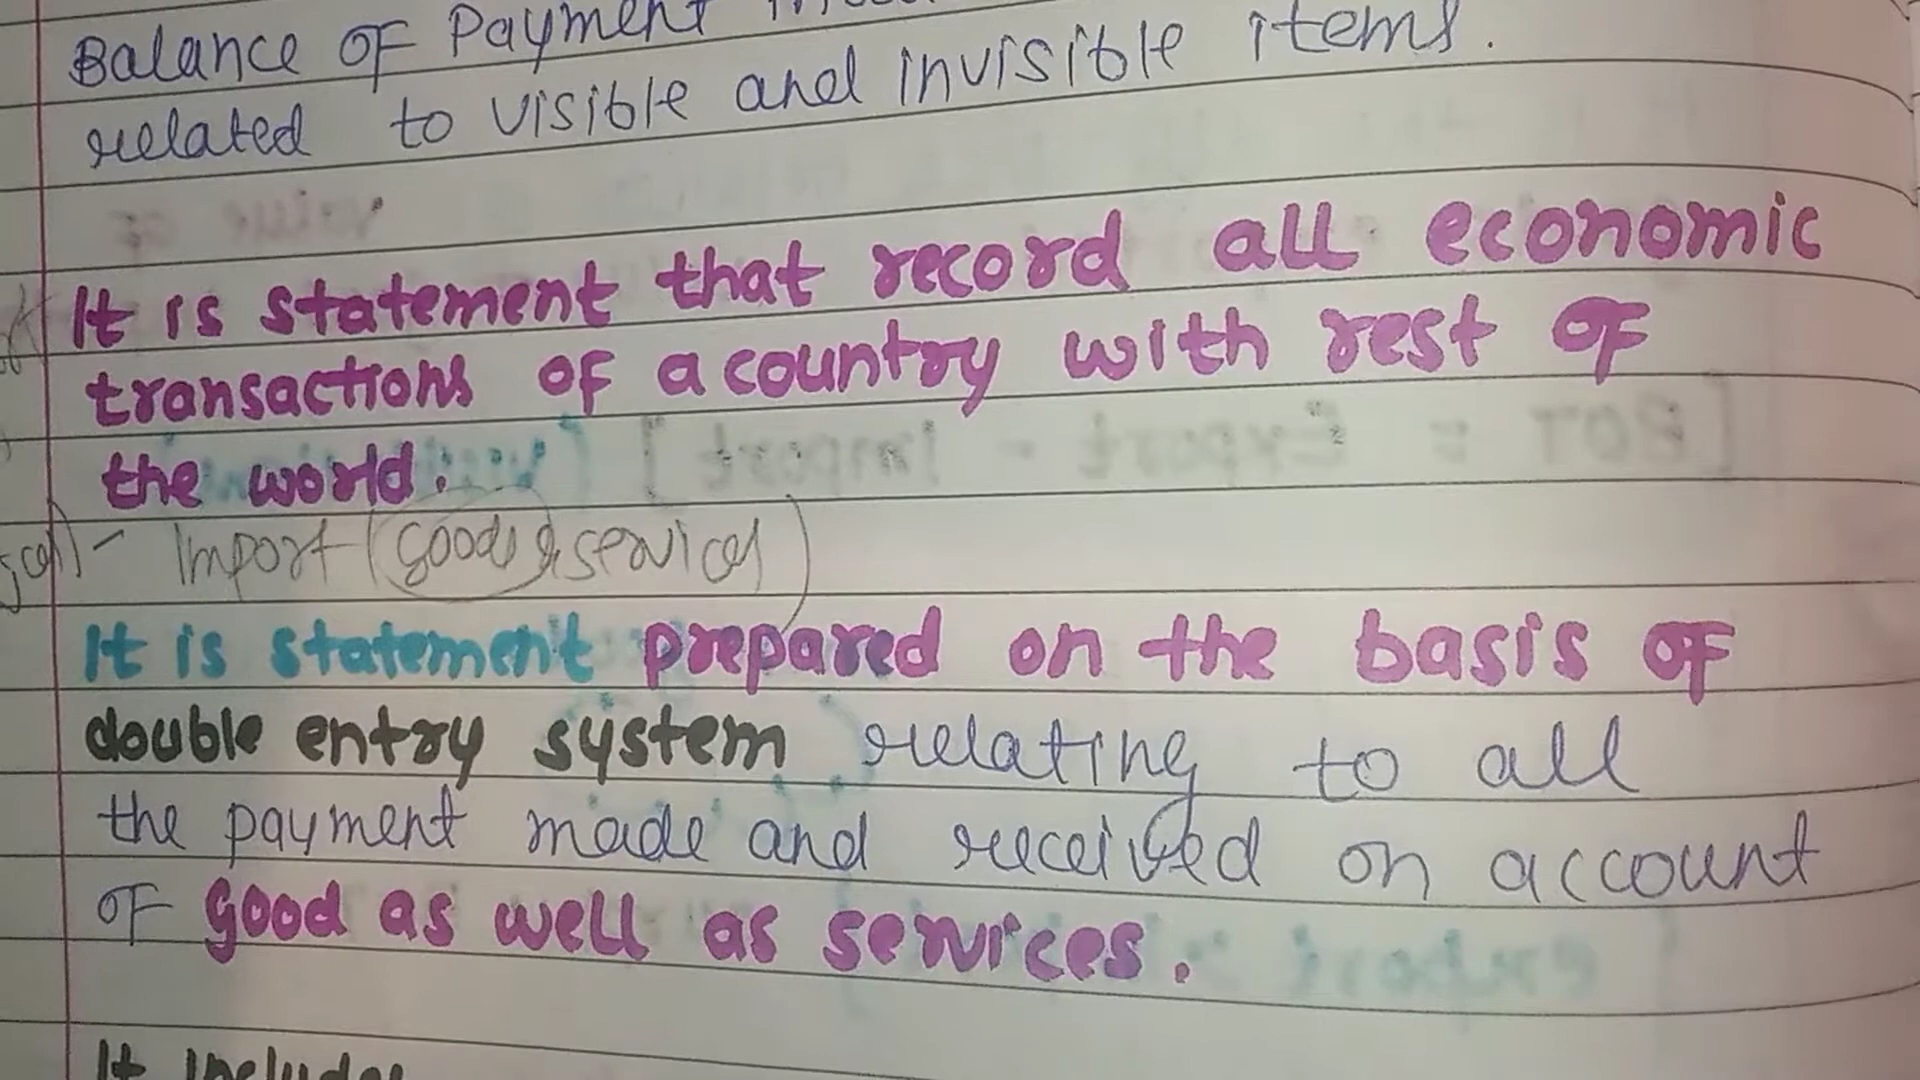 Balance OF Payment
related to visible and invisible items.
It is statement that record all economic
transactions of a country with rest of
the world.
- Import (Goods & services)
It is statement prepared on the basis of
double entry system relating to all
the payment made and received on account
OF good as well as services.
It includes